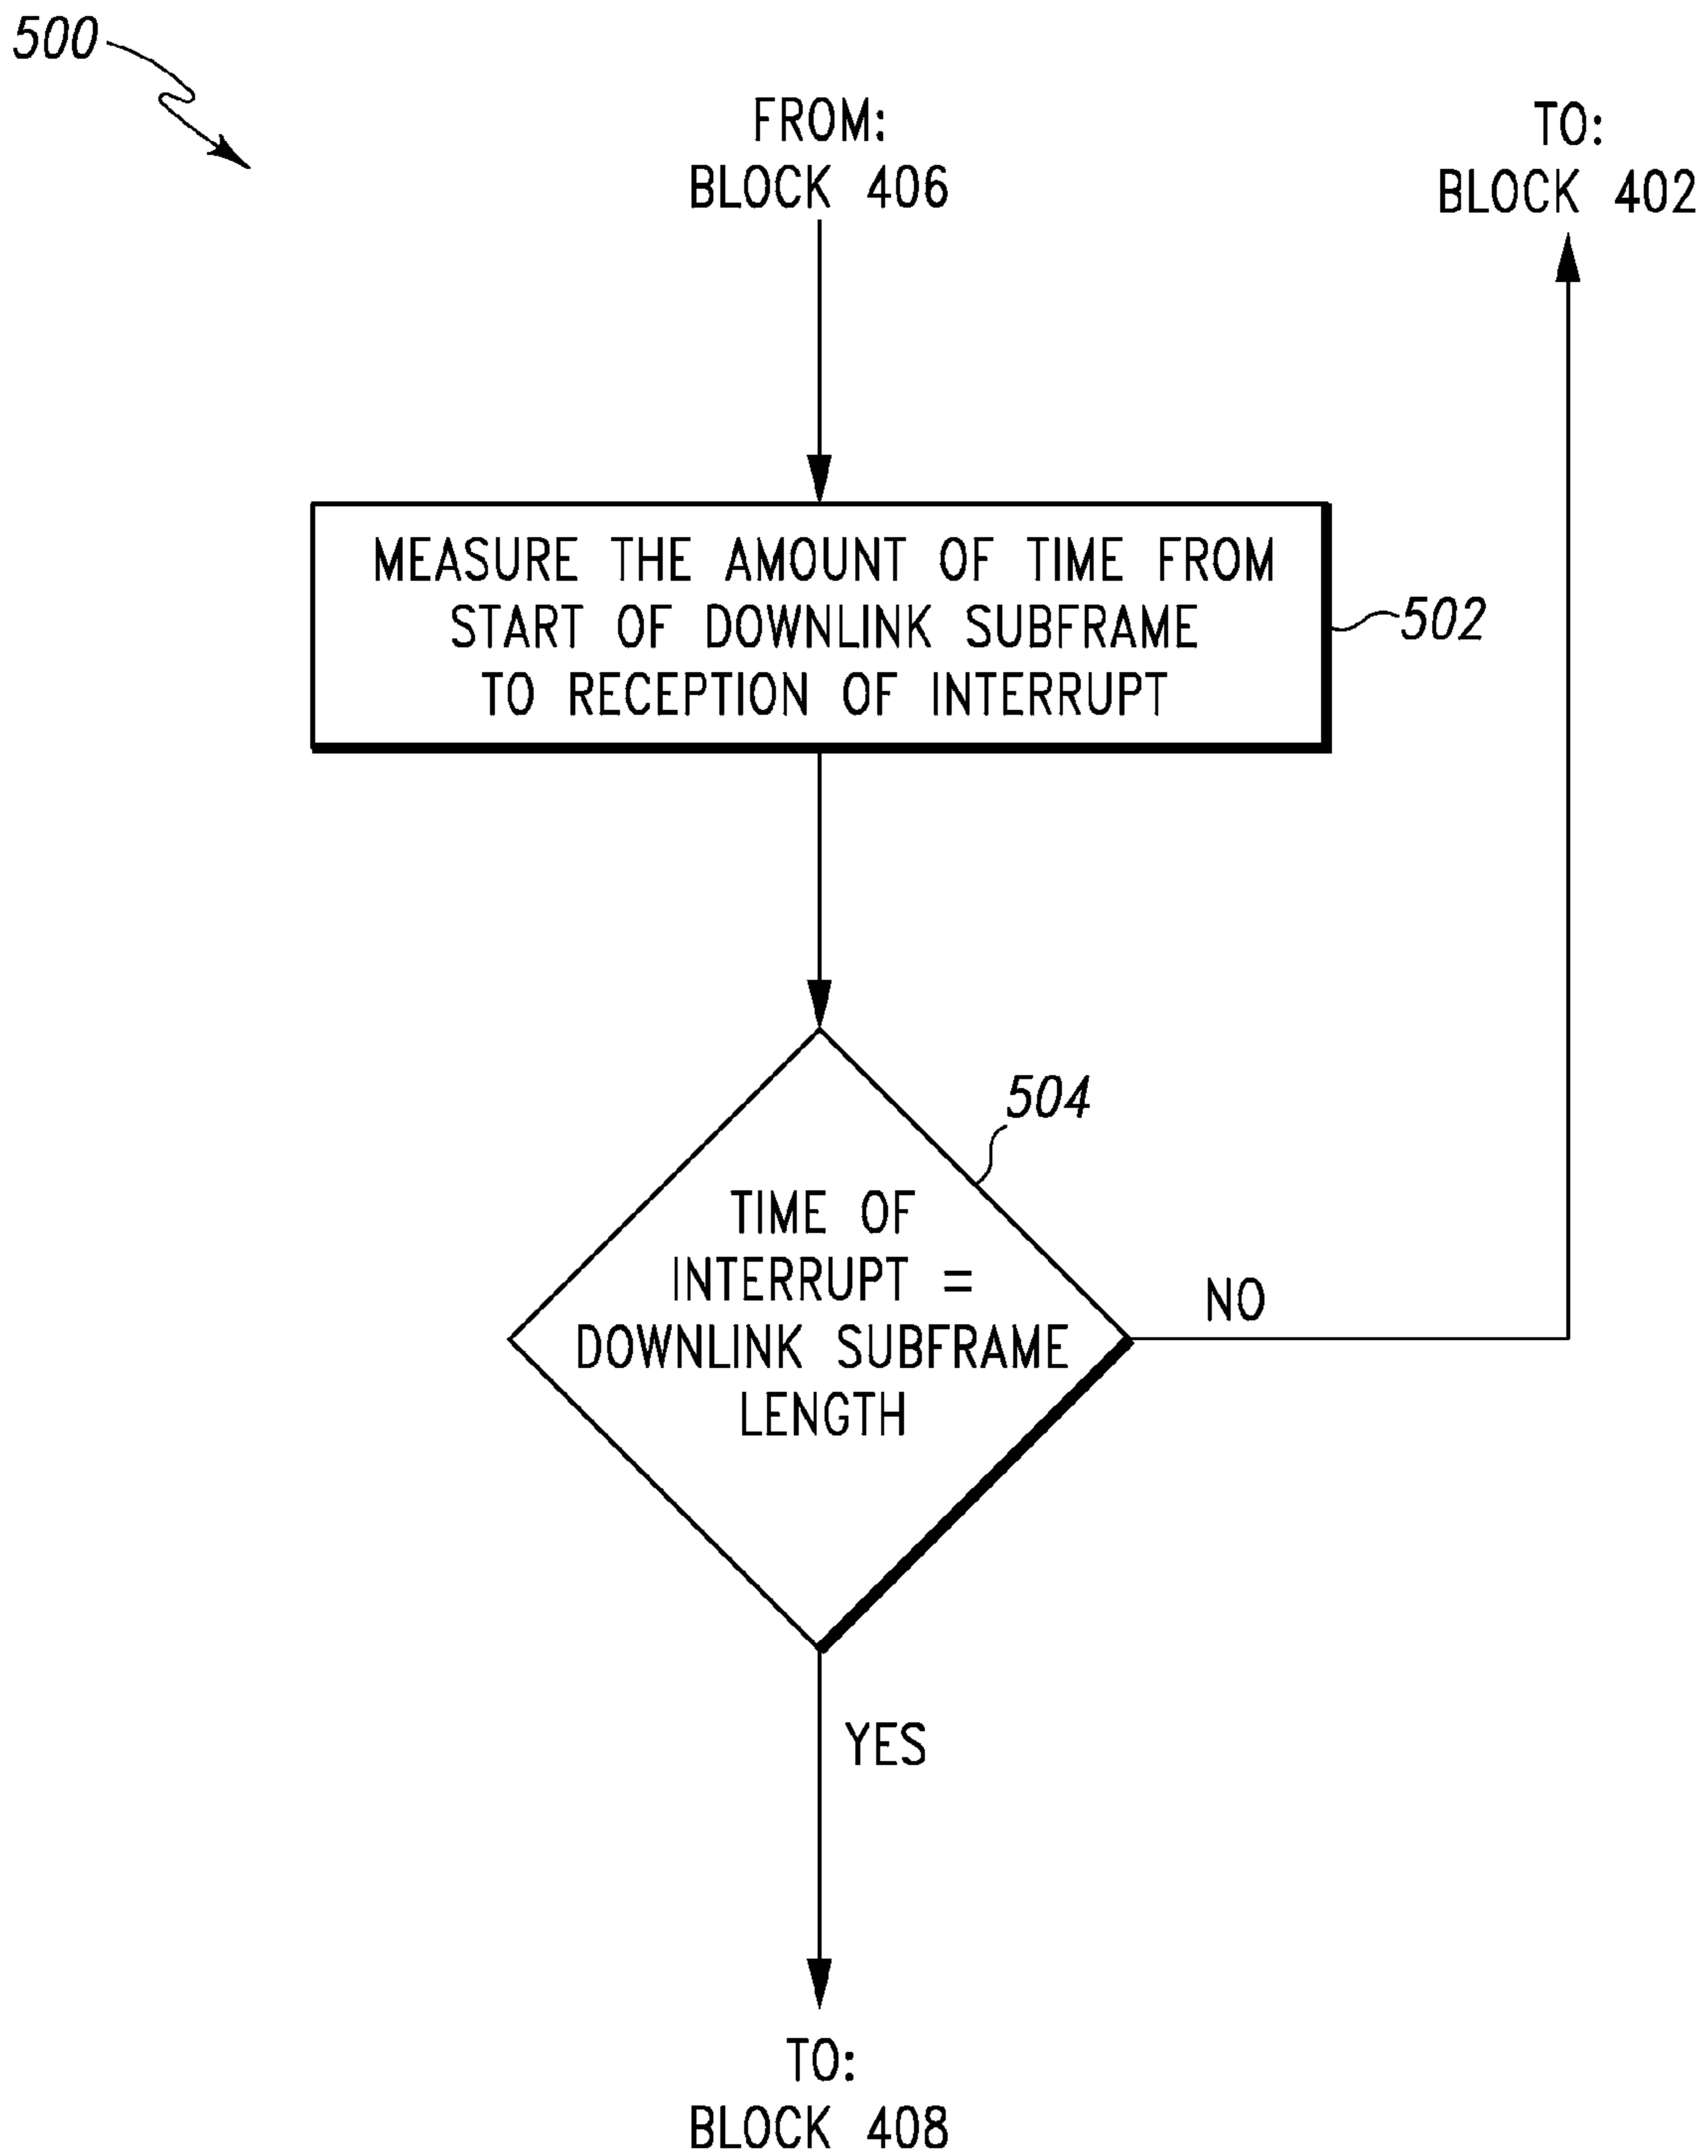 500
FROM:
BLOCK 406
TO:
BLOCK 402
MEASURE THE AMOUNT OF TIME FROM
START OF DOWNLINK SUBFRAME
TO RECEPTION OF INTERRUPT
502
504
TIME OF
INTERRUPT =
DOWNLINK SUBFRAME
LENGTH
NO
YES
TO:
BLOCK 408